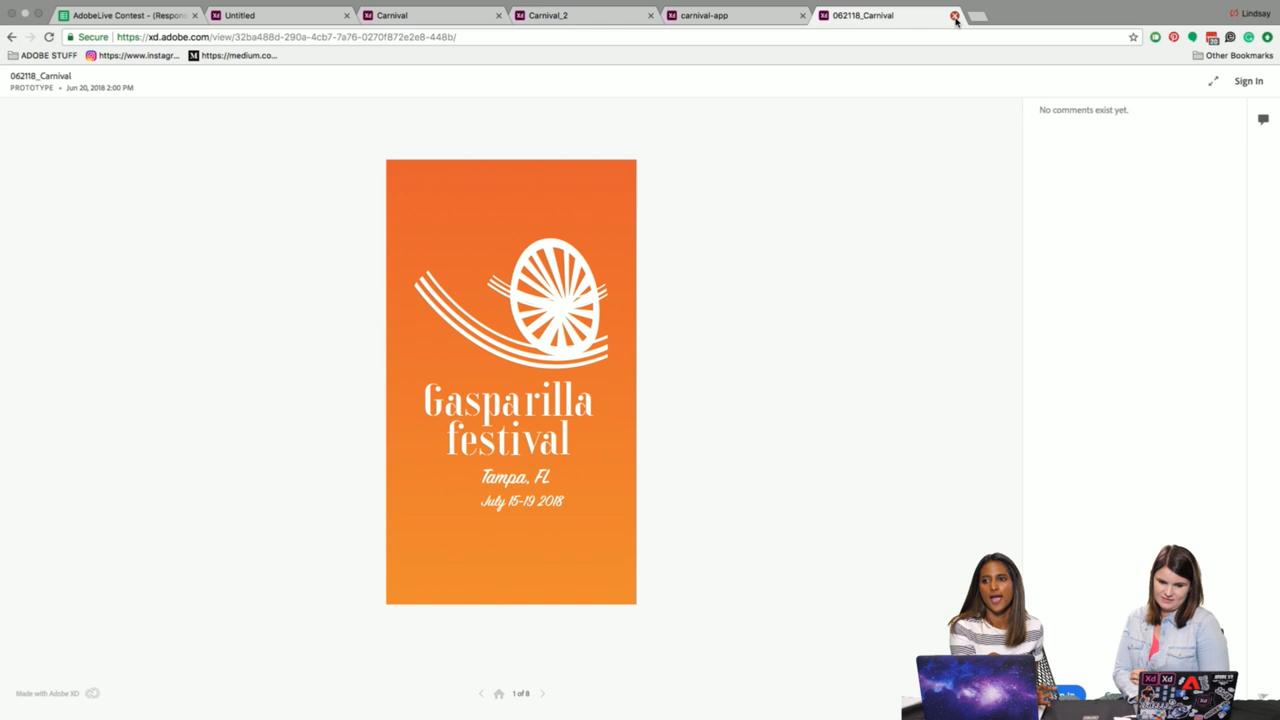 AdobeLive Contest - (Respons
Untitled
Carnival
Carnival_2
carnival-app
062118_Carnival
Lindsay
Secure
https://xd.adobe.com/view/32ba488d-290a-4cb7-7a76-0270f872e2e8-448b/
ADOBE STUFF
https://www.instagr...
https://medium.co...
Other Bookmarks
062118_Carnival
PROTOTYPE • Jun 20, 2018 2:00 PM
Sign In
No comments exist yet.
Gasparilla
festival
Tampa, FL
July 15-19 2018
Made with Adobe XD
1 of 8
Xd
Xd